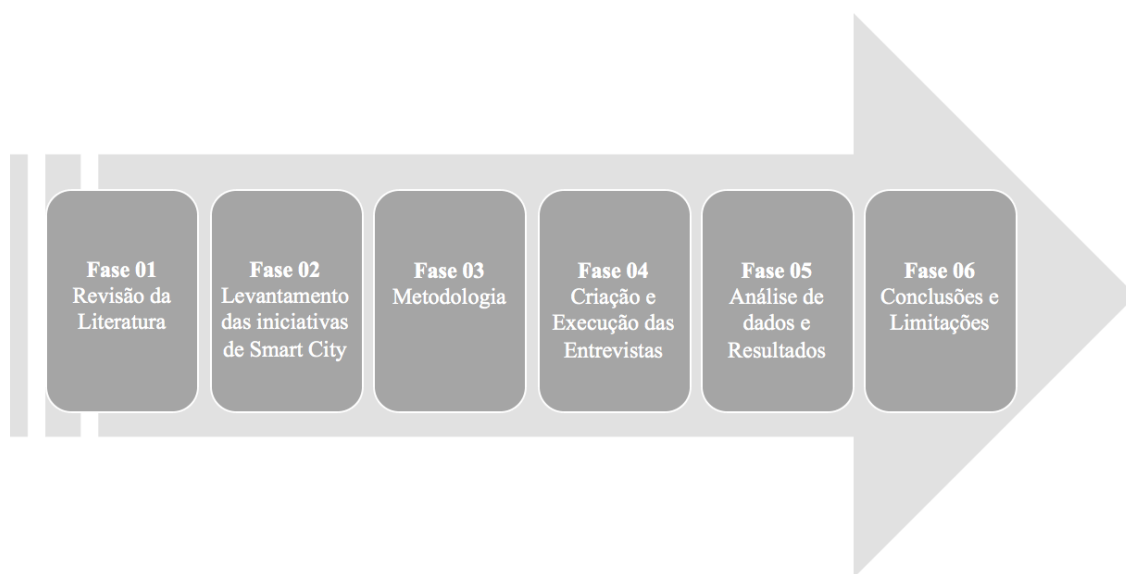 Fase 01
Revisão da
Literatura
Fase 02
Levantamento
das iniciativas
de Smart City
Fase 03
Metodologia
Fase 04
Criação e
Execução das
Entrevistas
Fase 05
Análise de
dados e
Resultados
Fase 06
Conclusões e
Limitações